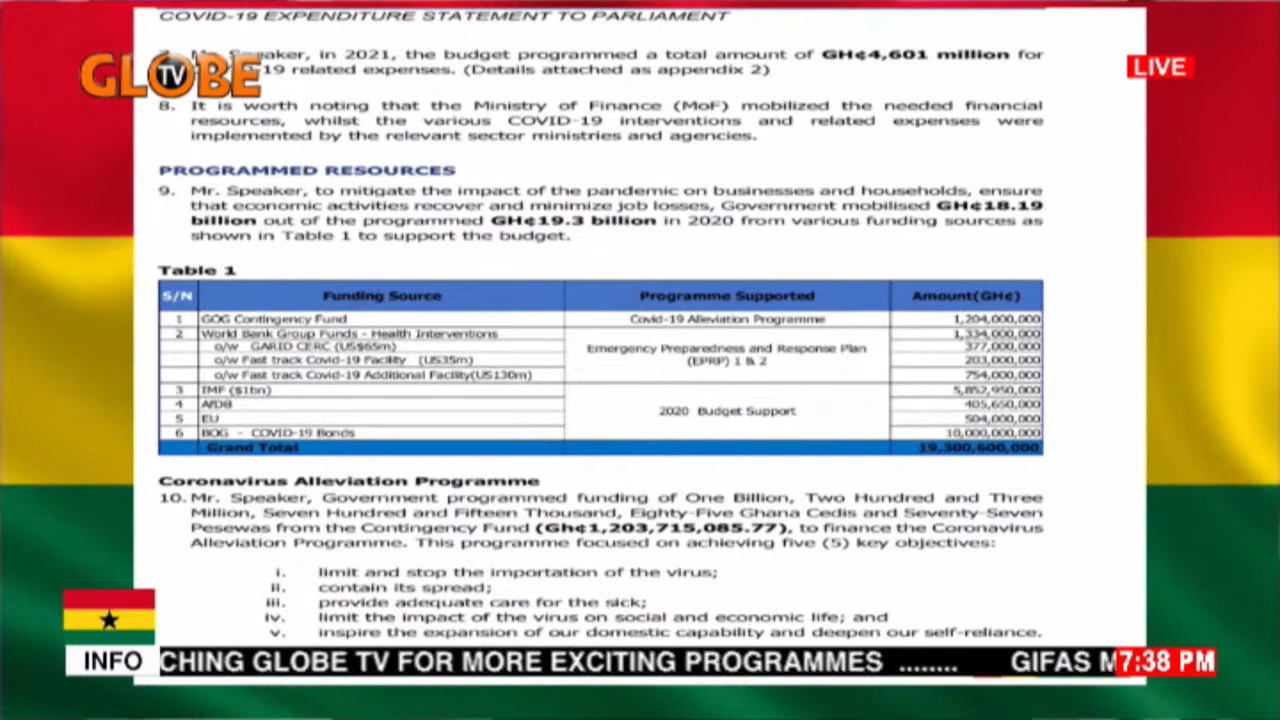 COVID-19 EXPENDITURE STATEMENT TO PARLIAMENT
Mr. Speaker, in 2021, the budget programmed a total amount of GH¢4,601 million for
19 related expenses. (Details attached as appendix 2)
GLOBE
TV
LIVE
8. It is worth noting that the Ministry of Finance (MoF) mobilized the needed financial
resources, whilst the various COVID-19 interventions and related expenses were
implemented by the relevant sector ministries and agencies.
PROGRAMMED RESOURCES
9. Mr. Speaker, to mitigate the impact of the pandemic on businesses and households, ensure
that economic activities recover and minimize job losses, Government mobilised GH¢18.19
billion out of the programmed GH¢19.3 billion in 2020 from various funding sources as
shown in Table 1 to support the budget.
Table 1
S/N Funding Source Programme Supported Amount(GH¢)
1 GOG Contingency Fund Covid-19 Alleviation Programme 1,204,000,000
2 World Bank Group Funds - Health Interventions 1,334,000,000
o/w GARID CERC (US$65m) 377,000,000
Emergency Preparedness and Response Plan
(EPRP) 1 & 2
o/w Fast track Covid-19 Facility (US35m) 203,000,000
o/w Fast track Covid-19 Additional Facility(US130m) 754,000,000
3 IMF ($1bn) 5,852,950,000
4 AfDB 405,650,000
2020 Budget Support
5 EU 504,000,000
6 BOG - COVID-19 Bonds 10,000,000,000
Grand Total 19,300,600,000
Coronavirus Alleviation Programme
10. Mr. Speaker, Government programmed funding of One Billion, Two Hundred and Three
Million, Seven Hundred and Fifteen Thousand, Eighty-Five Ghana Cedis and Seventy-Seven
Pesewas from the Contingency Fund (Gh¢1,203,715,085.77), to finance the Coronavirus
Alleviation Programme. This programme focused on achieving five (5) key objectives:
i. limit and stop the importation of the virus;
ii. contain its spread;
iii. provide adequate care for the sick;
iv. limit the impact of the virus on social and economic life; and
v. inspire the expansion of our domestic capability and deepen our self-reliance.
INFO CHING GLOBE TV FOR MORE EXCITING PROGRAMMES ........ GIFAS M 7:38 PM